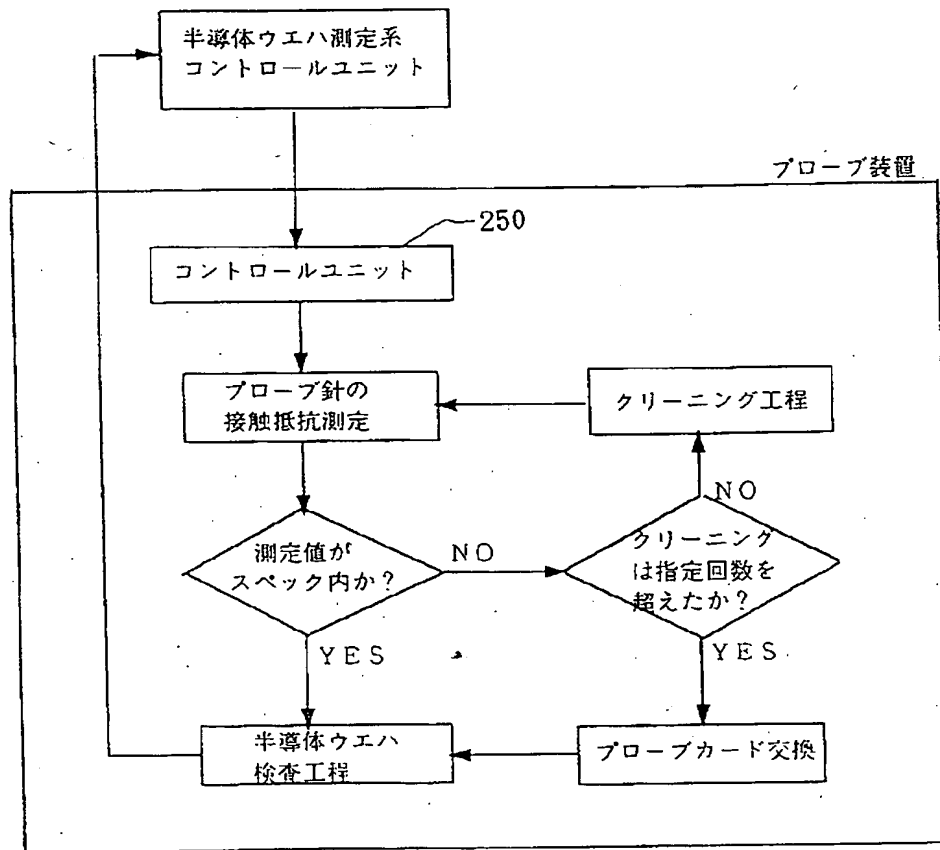 半導体ウエハ測定系
コントロールユニット
プローブ装置
250
コントロールユニット
プローブ針の
接触抵抗測定
クリーニング工程
測定値が
スペック内か?
NO
クリーニング
は指定回数を
超えたか?
NO
YES
YES
半導体ウエハ
検査工程
プローブカード交換